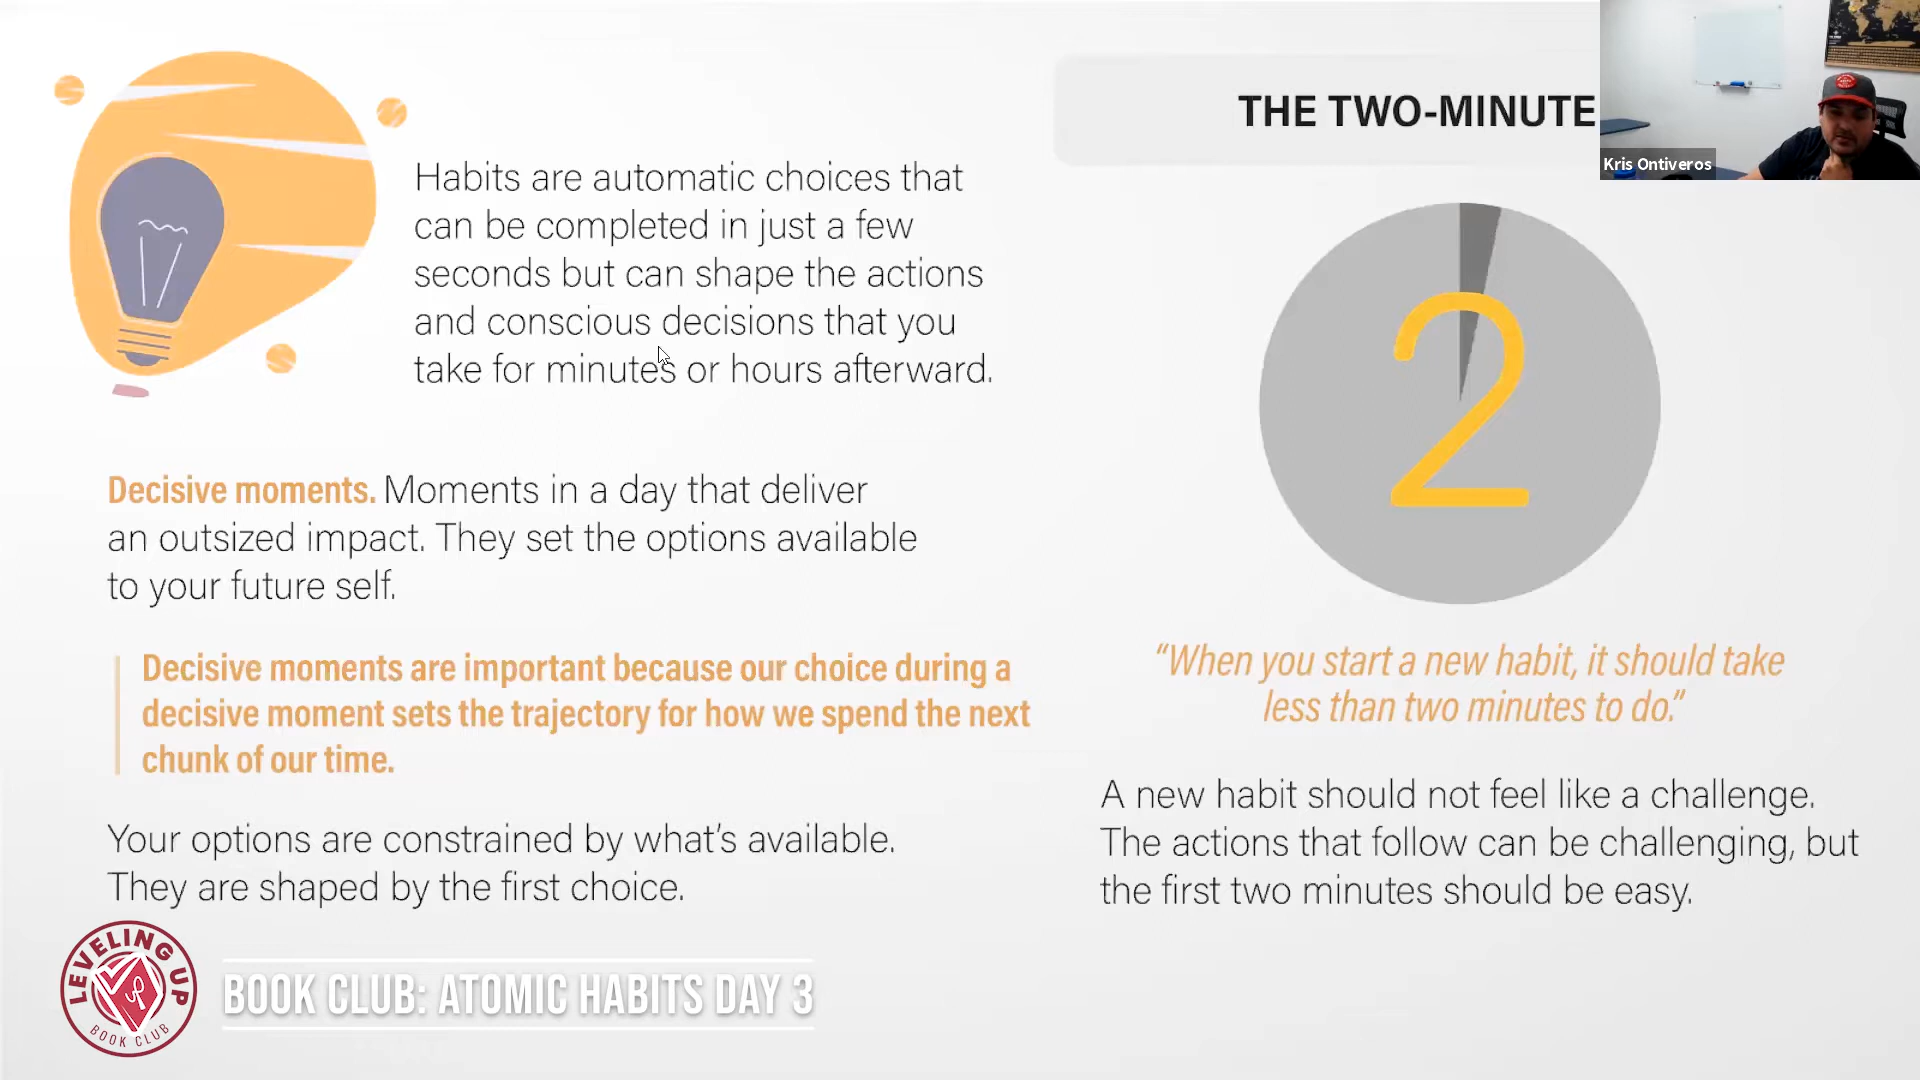 Habits are automatic choices that
can be completed in just a few
seconds but can shape the actions
and conscious decisions that you
take for minutes or hours afterward.
Decisive moments. Moments in a day that deliver
an outsized impact. They set the options available
to your future self.
Decisive moments are important because our choice during a
decisive moment sets the trajectory for how we spend the next
chunk of our time.
Your options are constrained by what's available.
They are shaped by the first choice.
THE TWO-MINUTE
Kris Ontiveros
2
“When you start a new habit, it should take
less than two minutes to do.”
A new habit should not feel like a challenge.
The actions that follow can be challenging, but
the first two minutes should be easy.
LEVELING UP
BOOK CLUB
BOOK CLUB: ATOMIC HABITS DAY 3